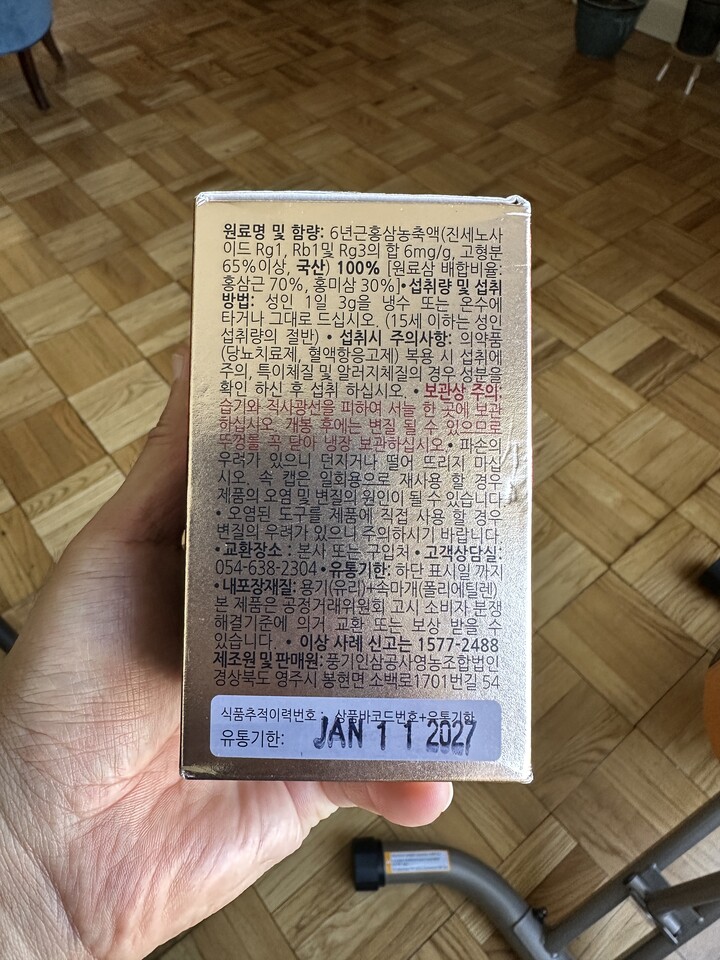 원료명 및 함량: 6년근홍삼농축액(진세노사
이드 Rg1, Rb1및 Rg3의 합 6mg/g, 고형분
65%이상, 국산) 100% [원료삼 배합비율:
홍삼근 70%, 홍미삼 30%]•섭취량 및 섭취
방법: 성인 1일 3g을 냉수 또는 온수에
타거나 그대로 드십시오. (15세 이하는 성인
섭취량의 절반) • 섭취시 주의사항: 의약품
(당뇨치료제, 혈액항응고제) 복용 시 섭취에
주의, 특이체질 및 알러지체질의 경우 성분을
확인 하신 후 섭취 하십시오. • 보관상 주의:
습기와 직사광선을 피하여 서늘 한 곳에 보관
하십시오. 개봉 후에는 변질 될 수 있으므로
뚜껑를 꼭 닫아 냉장 보관하십시오.• 파손의
우려가 있으니 던지거나 떨어 뜨리지 마십
시오. 속 캡은 일회용으로 재사용 할 경우
제품의 오염 및 변질의 원인이 될 수 있습니다
• 오염된 도구를 제품에 직접 사용 할 경우
변질의 우려가 있으니 주의하시기 바랍니다.
•교환장소 : 본사 또는 구입처 •고객상담실:
054-638-2304 •유통기한: 하단 표시일 까지
•내포장재질: 용기(유리)+속마개(폴리에틸렌)
본 제품은 공정거래위원회 고시 소비자 분쟁
해결기준에 의거 교환 또는 보상 받을 수
있습니다. • 이상 사례 신고는 1577-2488
제조원 및 판매원: 풍기인삼공사영농조합법인
경상북도 영주시 봉현면 소백로1701번길 54
식품추적이력번호 : 상품바코드번호+유통기한
유통기한: JAN 11 2027